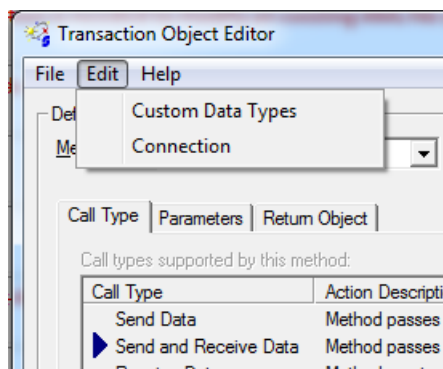 Transaction Object Editor
File Edit Help
Custom Data Types
Connection
Call Type Parameters Return Object
Call types supported by this method:
Call Type Action Descripti
Send Data Method passes
Send and Receive Data Method passes